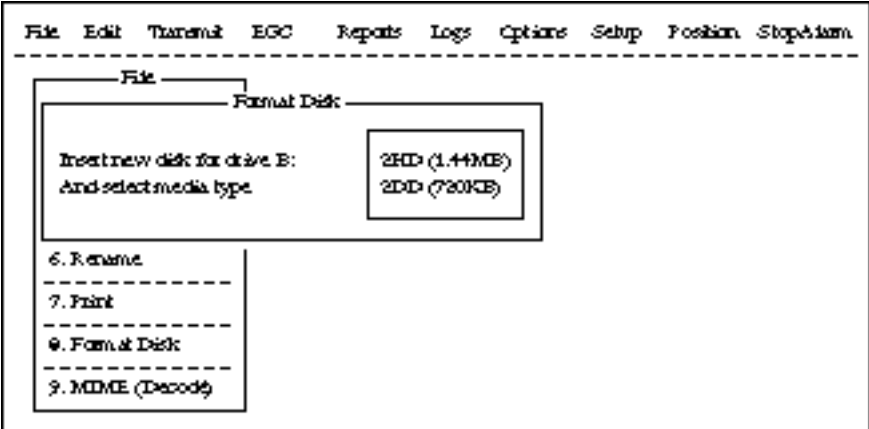 File Edit Transmit EGC Reports Logs Options Setup Position StopAlarm
File
Format Disk
Insert new disk for drive B: 2HD (1.44MB)
And select media type 2DD (720KB)
6. Rename
7. Print
8. Format Disk
9. MIME (Decode)